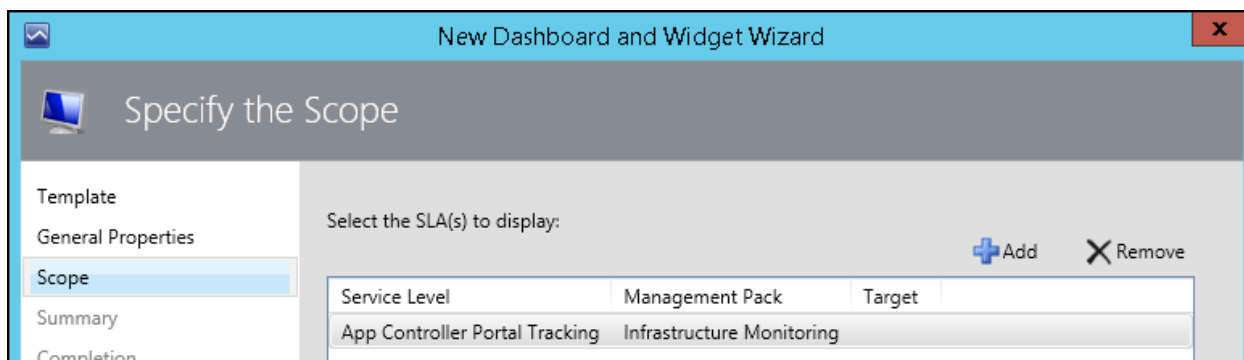 New Dashboard and Widget Wizard
x
Specify the Scope
Template
General Properties
Scope
Summary
Completion
Select the SLA(s) to display:
Add Remove
Service Level Management Pack Target
App Controller Portal Tracking Infrastructure Monitoring